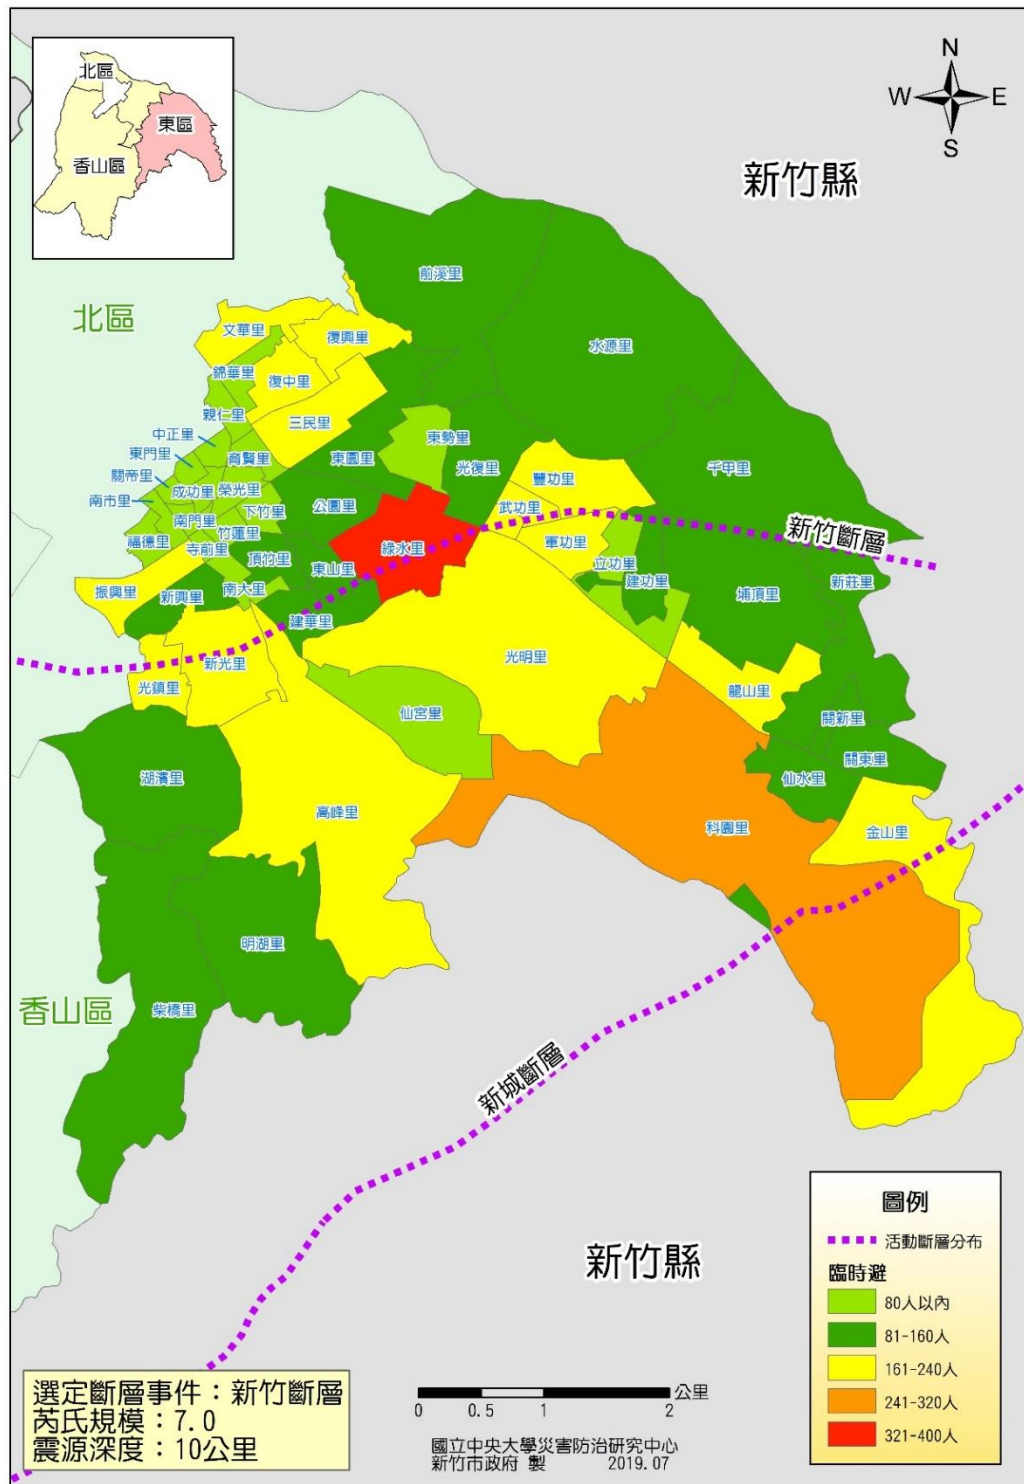 北區
東區
香山區
N
W
E
S
新竹縣
北區
前溪里
文華里
復興里
水源里
錦華里
復中里
親仁里
三民里
中正里
東勢里
東門里
育賢里
東園里
光復里
千甲里
關帝里
豐功里
成功里
榮光里
南市里
公園里
武功里
下竹里
南門里
竹蓮里
新竹斷層
福德里
寺前里
綠水里
軍功里
頂竹里
東山里
立功里
建功里
新莊里
振興里
新興里
南大里
埔頂里
建華里
光明里
新光里
光鎮里
龍山里
仙宮里
關新里
湖濱里
關東里
仙水里
高峰里
科園里
金山里
明湖里
香山區
柴橋里
新城斷層
新竹縣
圖例
活動斷層分布
臨時避
80人以內
81-160人
161-240人
241-320人
321-400人
選定斷層事件：新竹斷層
芮氏規模：7.0
震源深度：10公里
公里
0 0.5 1 2
國立中央大學災害防治研究中心
新竹市政府 製 2019.07